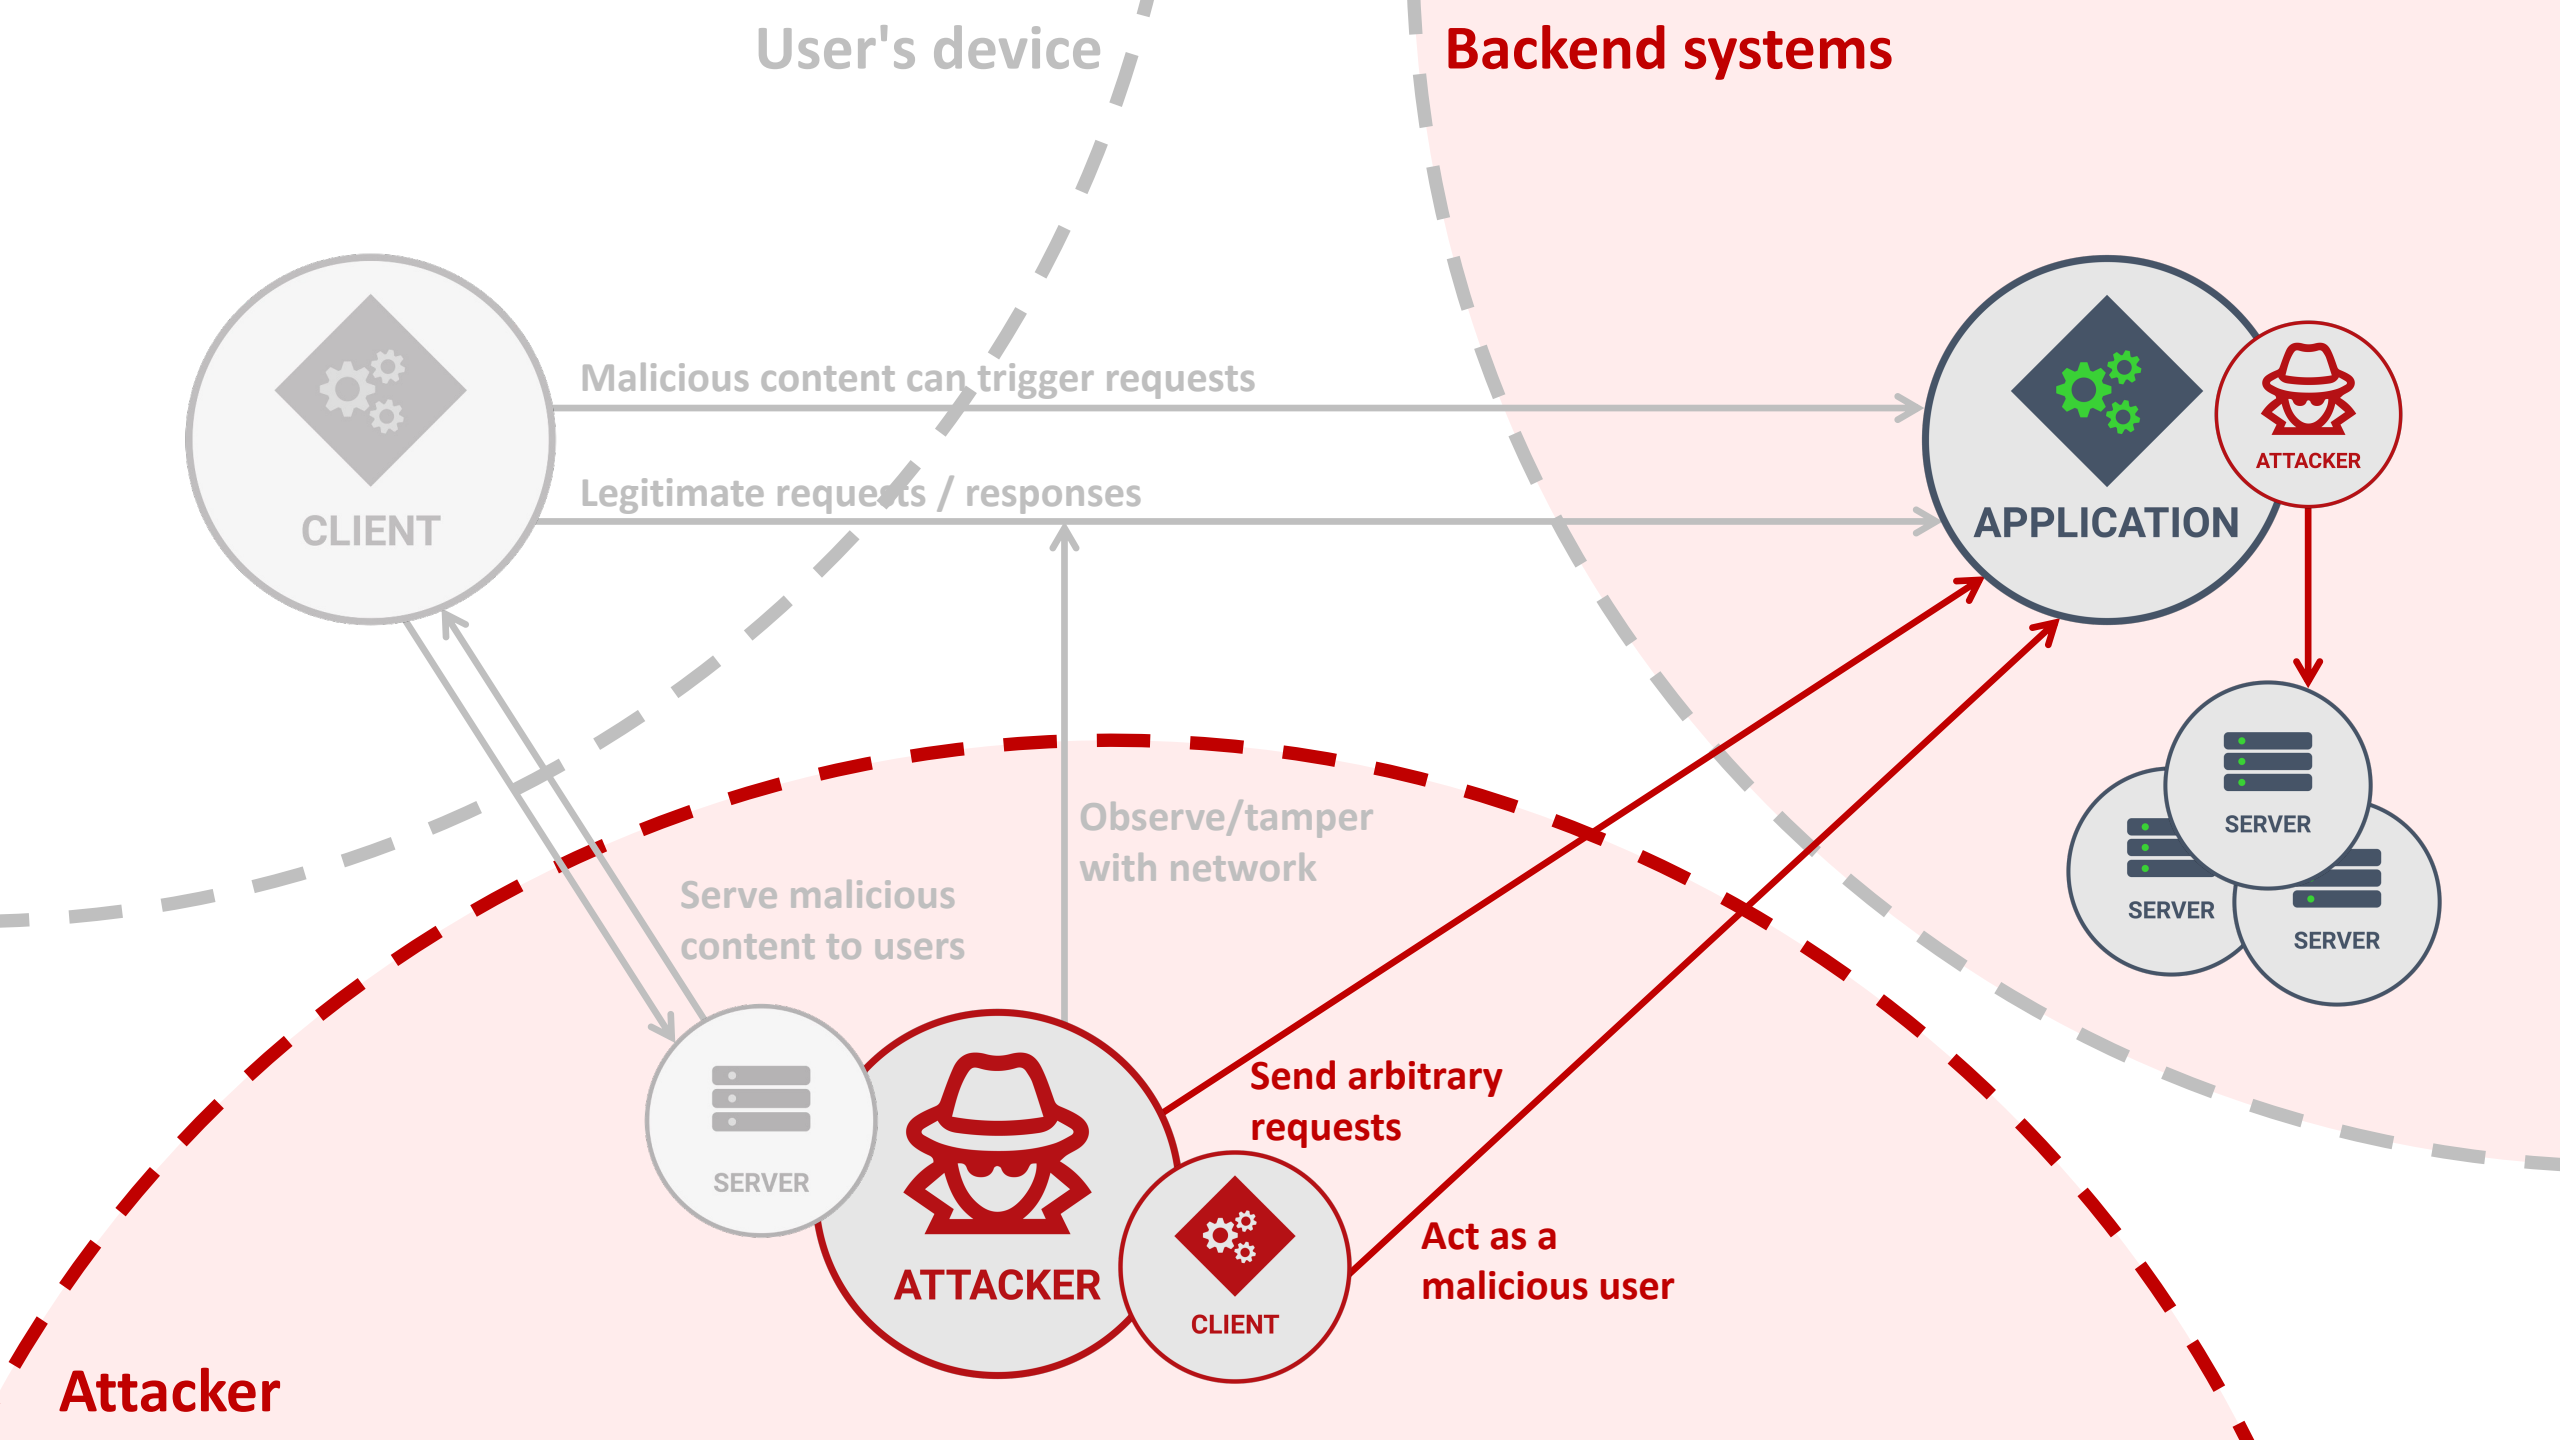 User's device
Backend systems
Malicious content can trigger requests
Legitimate requests / responses
CLIENT
APPLICATION
ATTACKER
SERVER
SERVER
SERVER
Observe/tamper
with network
Serve malicious
content to users
Send arbitrary
requests
SERVER
ATTACKER
CLIENT
Act as a
malicious user
Attacker